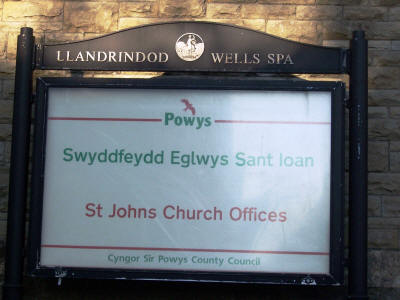 LLANDRINDOD WELLS SPA
Powys
Swyddfeydd Eglwys Sant Ioan
St Johns Church Offices
Cyngor Sir Powys County Council